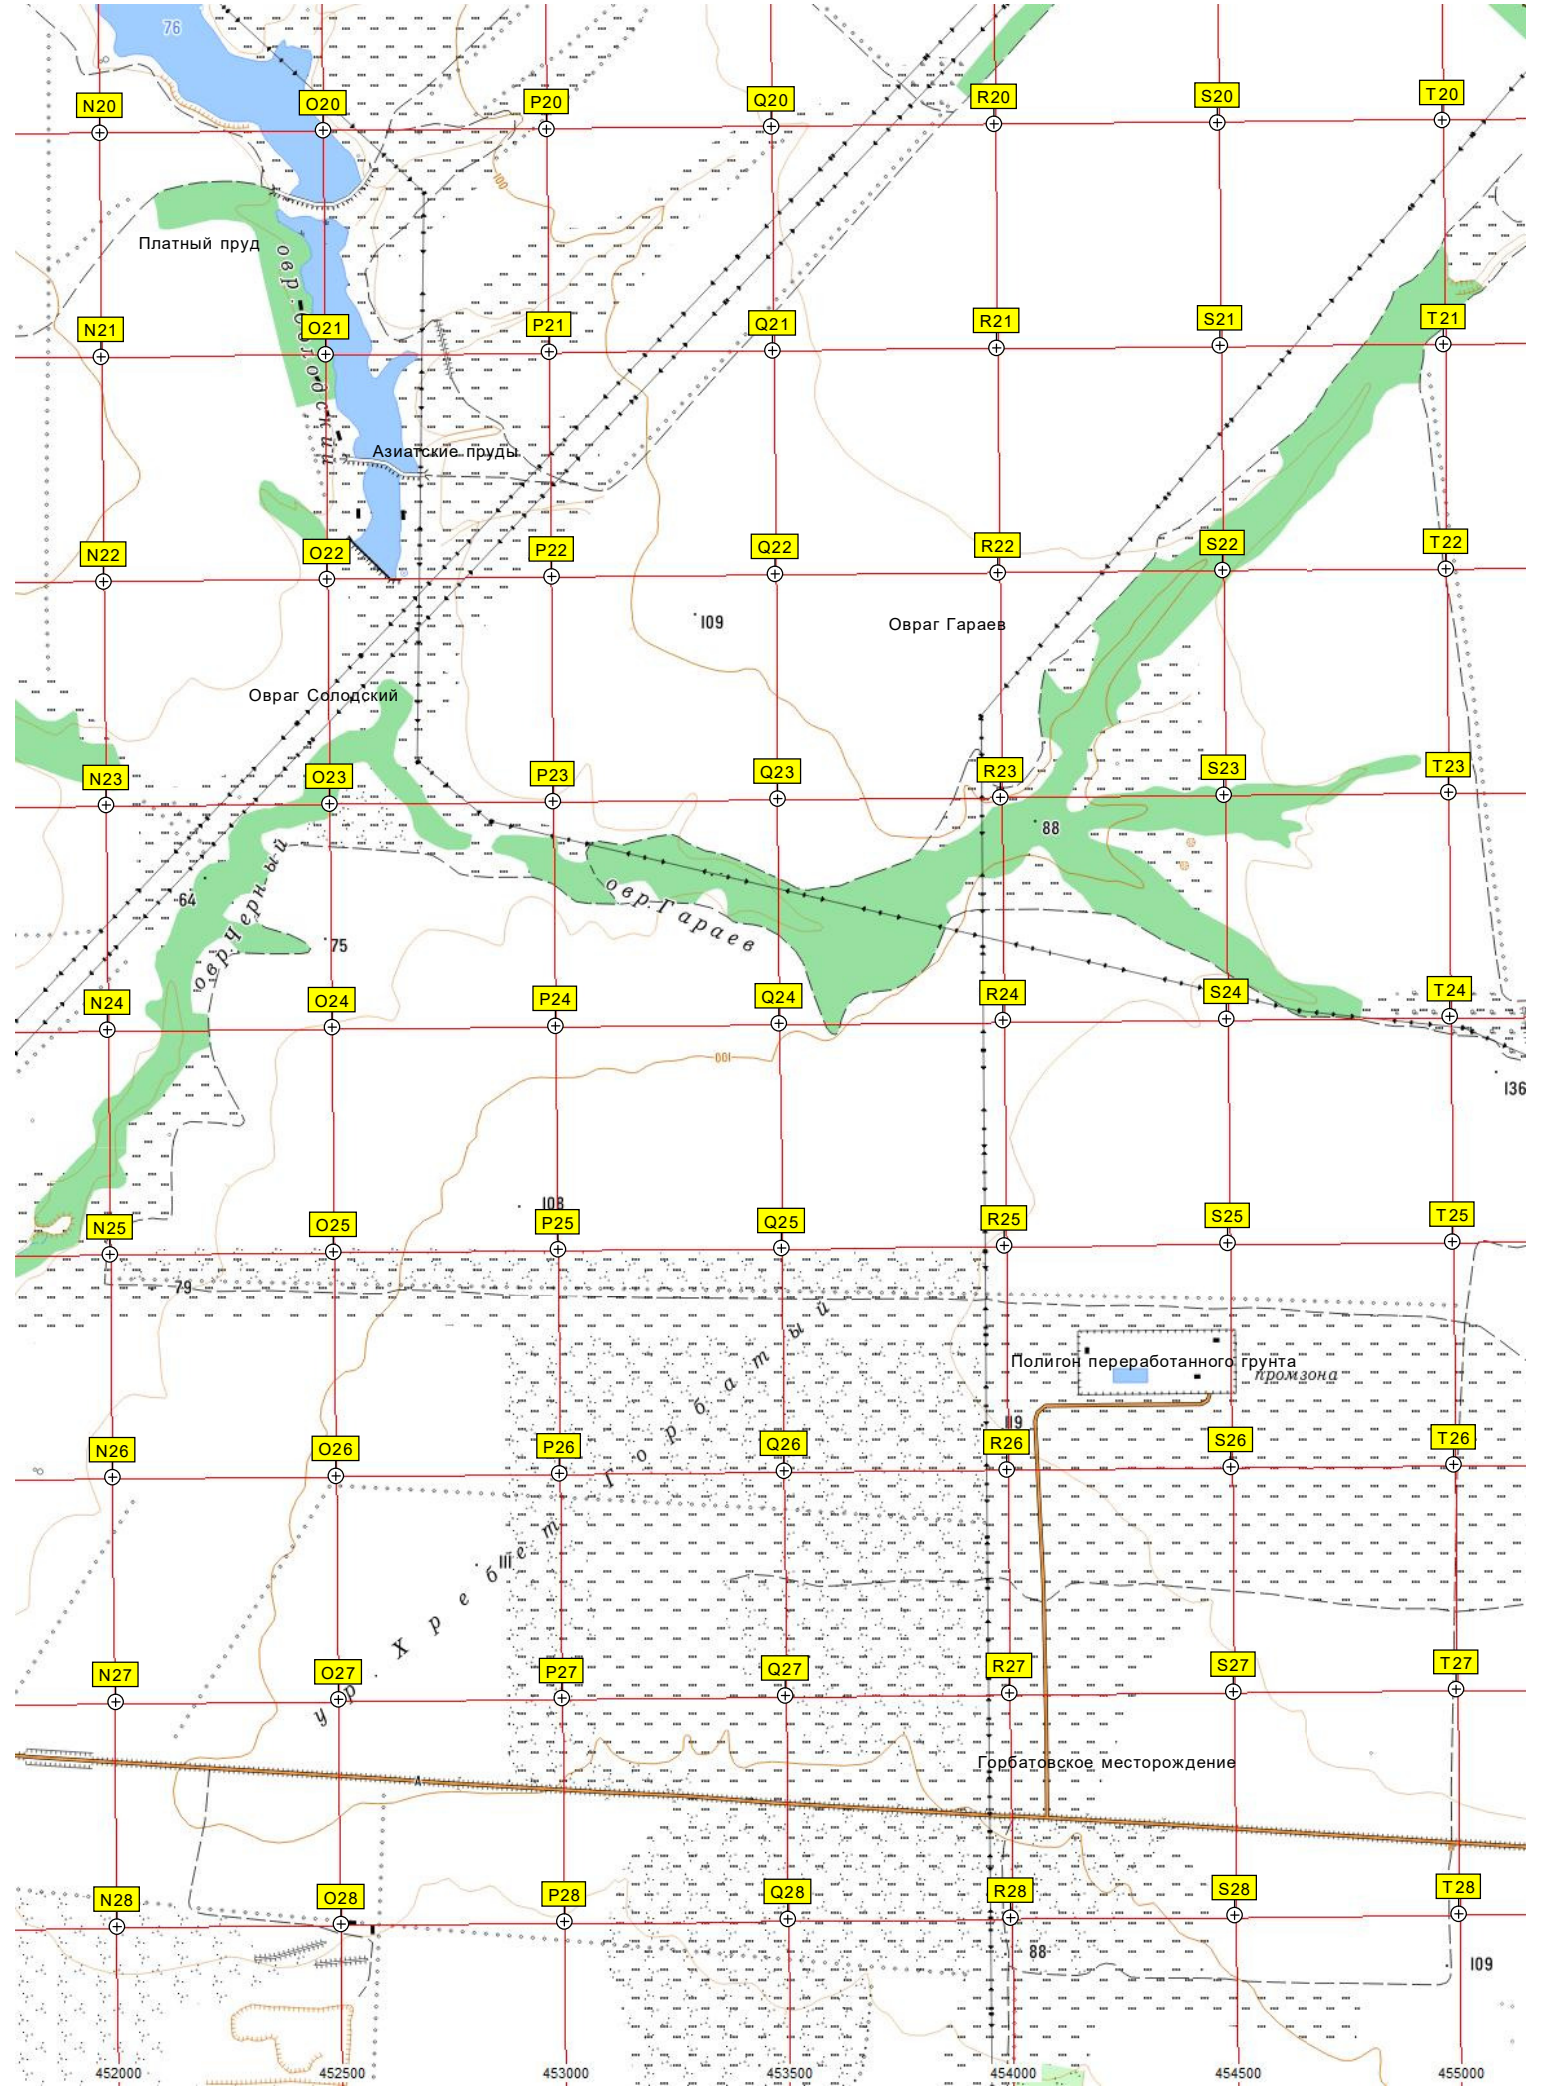 76
N20 O20 P20 Q20 R20 S20 T20
100
Платный пруд
овр. Солодский
N21 O21 P21 Q21 R21 S21 T21
Азиатские пруды
N22 O22 P22 Q22 R22 S22 T22
109
Овраг Гараев
Овраг Солодский
N23 O23 P23 Q23 R23 S23 T23
88
64
овр. Черный
75
овр. Гараев
N24 O24 P24 Q24 R24 S24 T24
100
136
108
N25 O25 P25 Q25 R25 S25 T25
79
Полигон переработанного грунта
промзона
119
N26 O26 P26 Q26 R26 S26 T26
111
ур. Хребет Горбатый
N27 O27 P27 Q27 R27 S27 T27
Горбатовское месторождение
А
N28 O28 P28 Q28 R28 S28 T28
88
109
452000 452500 453000 453500 454000 454500 455000